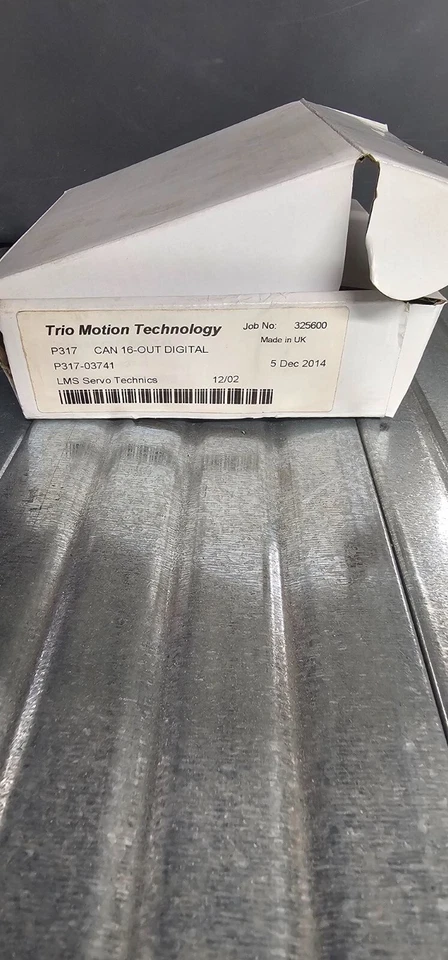 Trio Motion Technology Job No: 325600
Made in UK
P317 CAN 16-OUT DIGITAL
P317-03741 5 Dec 2014
LMS Servo Technics 12/02